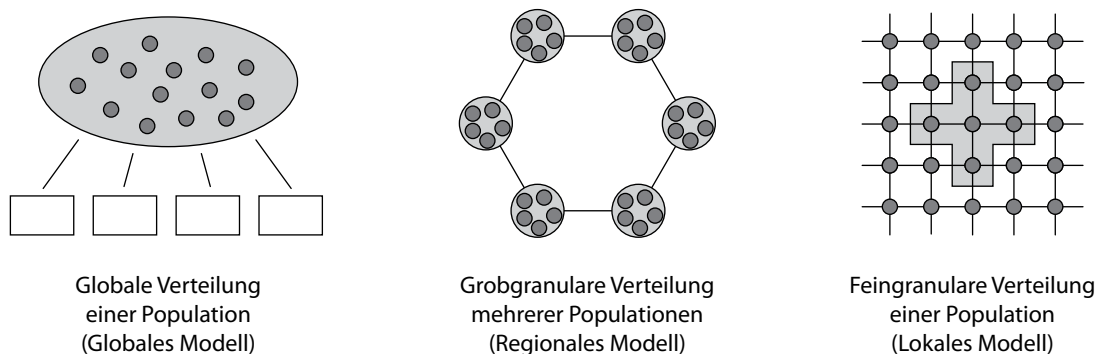 Globale Verteilung
einer Population
(Globales Modell)
Grobgranulare Verteilung
mehrerer Populationen
(Regionales Modell)
Feingranulare Verteilung
einer Population
(Lokales Modell)